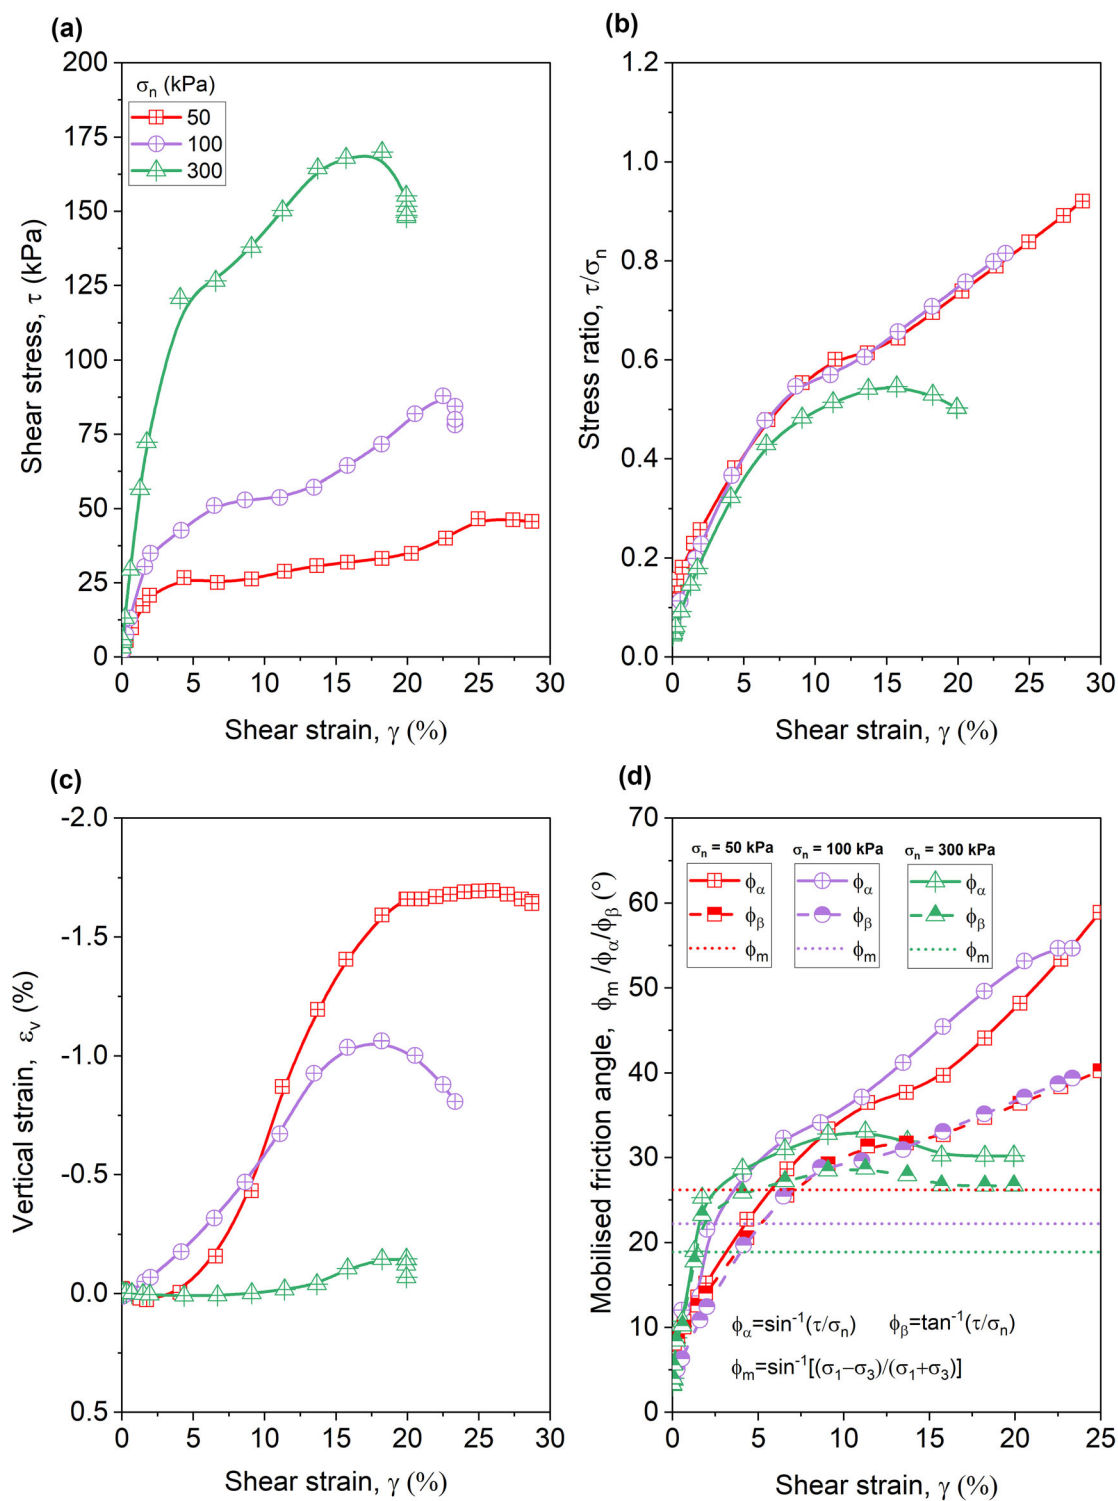 (a)
200
175
150
125
100
75
50
25
0
Shear stress, τ (kPa)
σn (kPa)
50
100
300
0 5 10 15 20 25 30
Shear strain, γ (%)
(b)
1.2
1.0
0.8
0.6
0.4
0.2
0.0
Stress ratio, τ/σn
0 5 10 15 20 25 30
Shear strain, γ (%)
(c)
-2.0
-1.5
-1.0
-0.5
0.0
0.5
Vertical strain, εv (%)
0 5 10 15 20 25 30
Shear strain, γ (%)
(d)
70
60
50
40
30
20
10
0
Mobilised friction angle, ϕm /ϕα/ϕβ (°)
σn = 50 kPa σn = 100 kPa σn = 300 kPa
ϕα ϕα ϕα
ϕβ ϕβ ϕβ
ϕm ϕm ϕm
ϕα=sin-1(τ/σn) ϕβ=tan-1(τ/σn)
ϕm=sin-1[(σ1−σ3)/(σ1+σ3)]
0 5 10 15 20 25
Shear strain, γ (%)